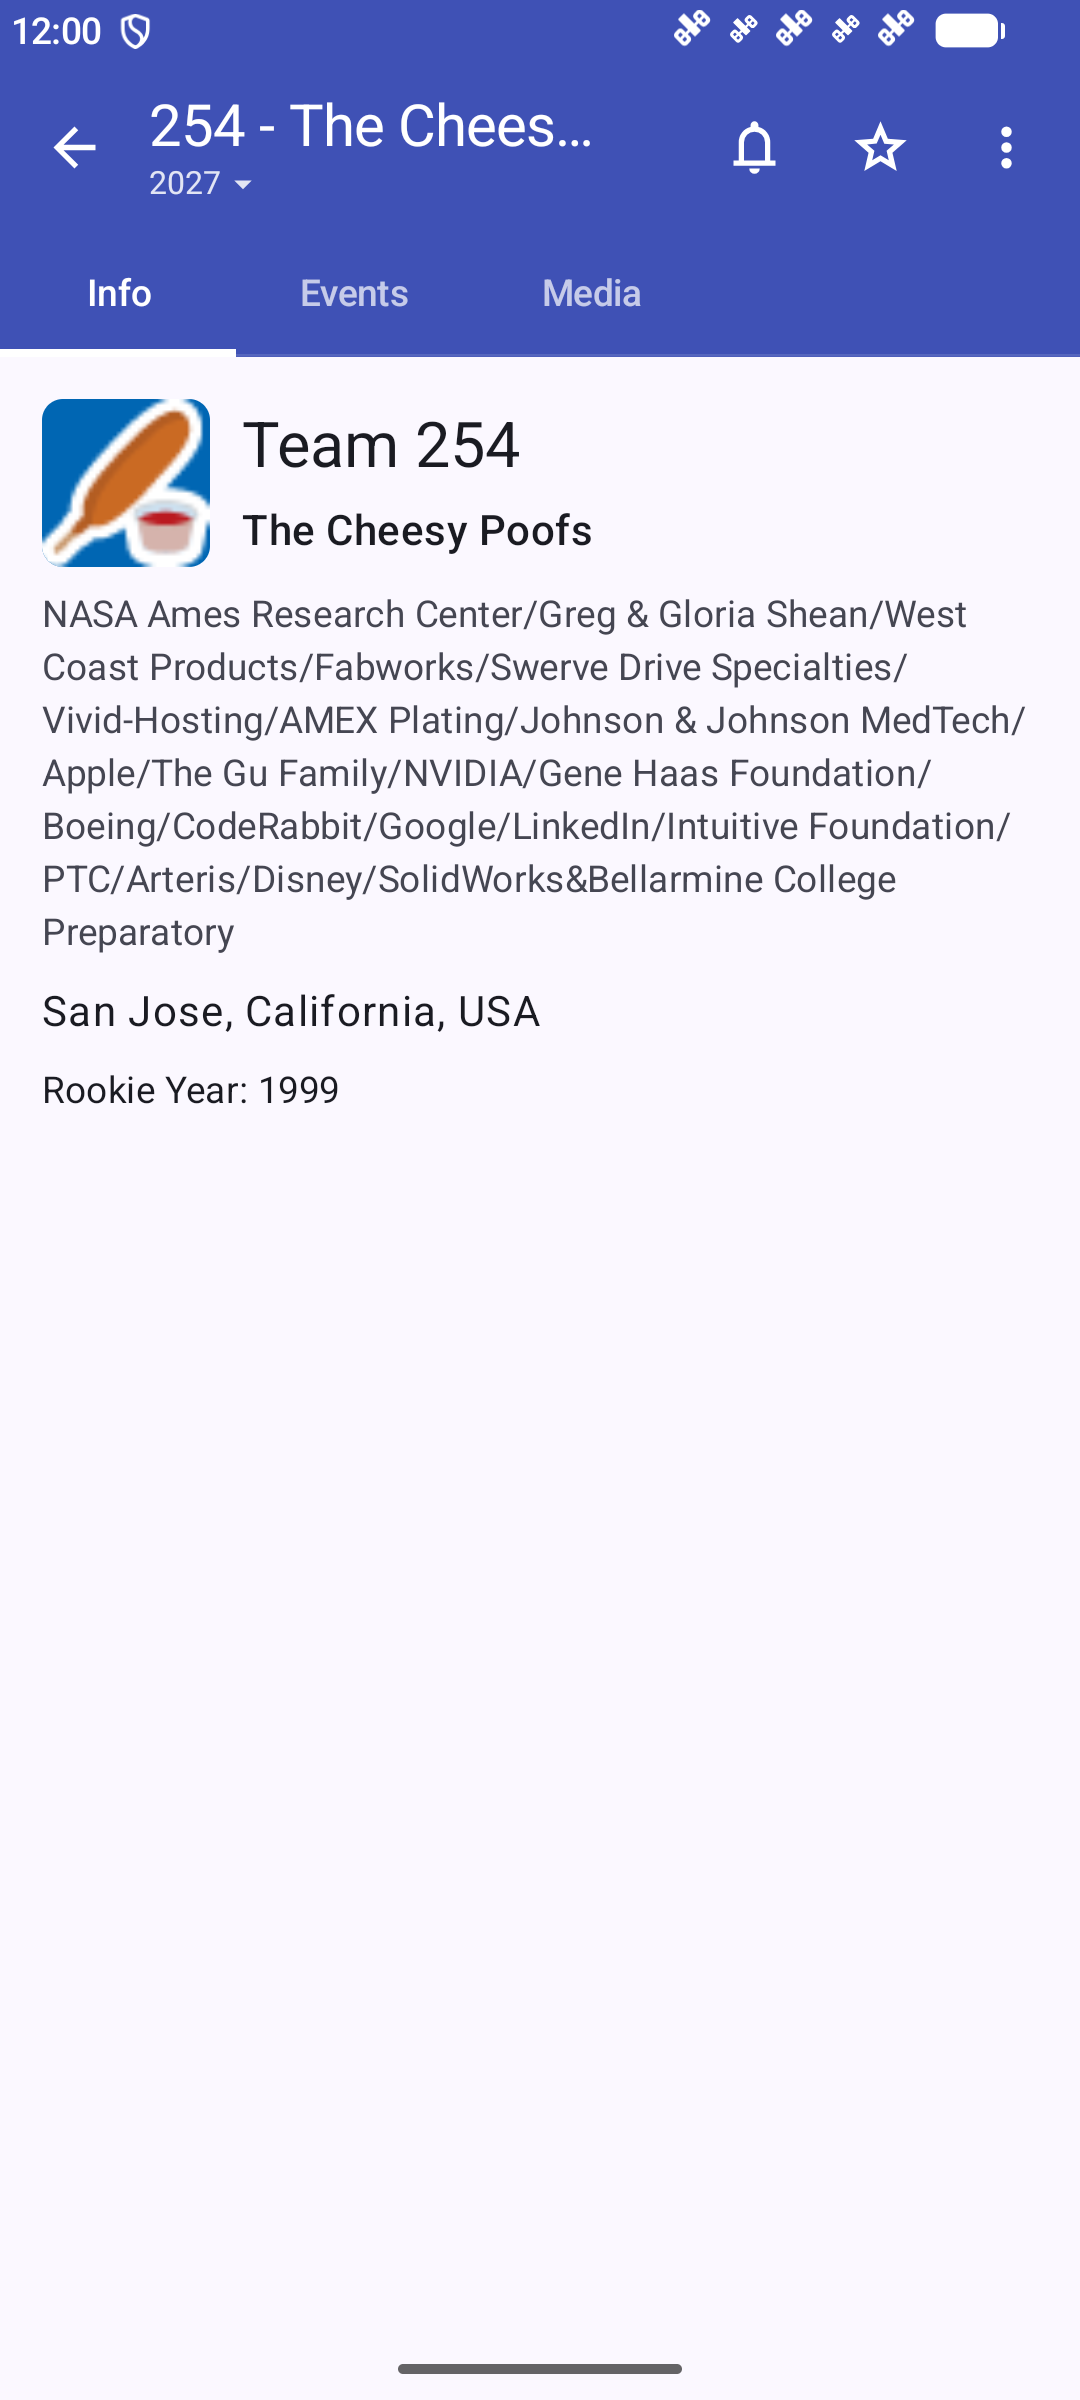 12:00
254 - The Chees...
2027
Info
Events
Media
Team 254
The Cheesy Poofs
NASA Ames Research Center/Greg & Gloria Shean/West
Coast Products/Fabworks/Swerve Drive Specialties/
Vivid-Hosting/AMEX Plating/Johnson & Johnson MedTech/
Apple/The Gu Family/NVIDIA/Gene Haas Foundation/
Boeing/CodeRabbit/Google/LinkedIn/Intuitive Foundation/
PTC/Arteris/Disney/SolidWorks&Bellarmine College
Preparatory
San Jose, California, USA
Rookie Year: 1999